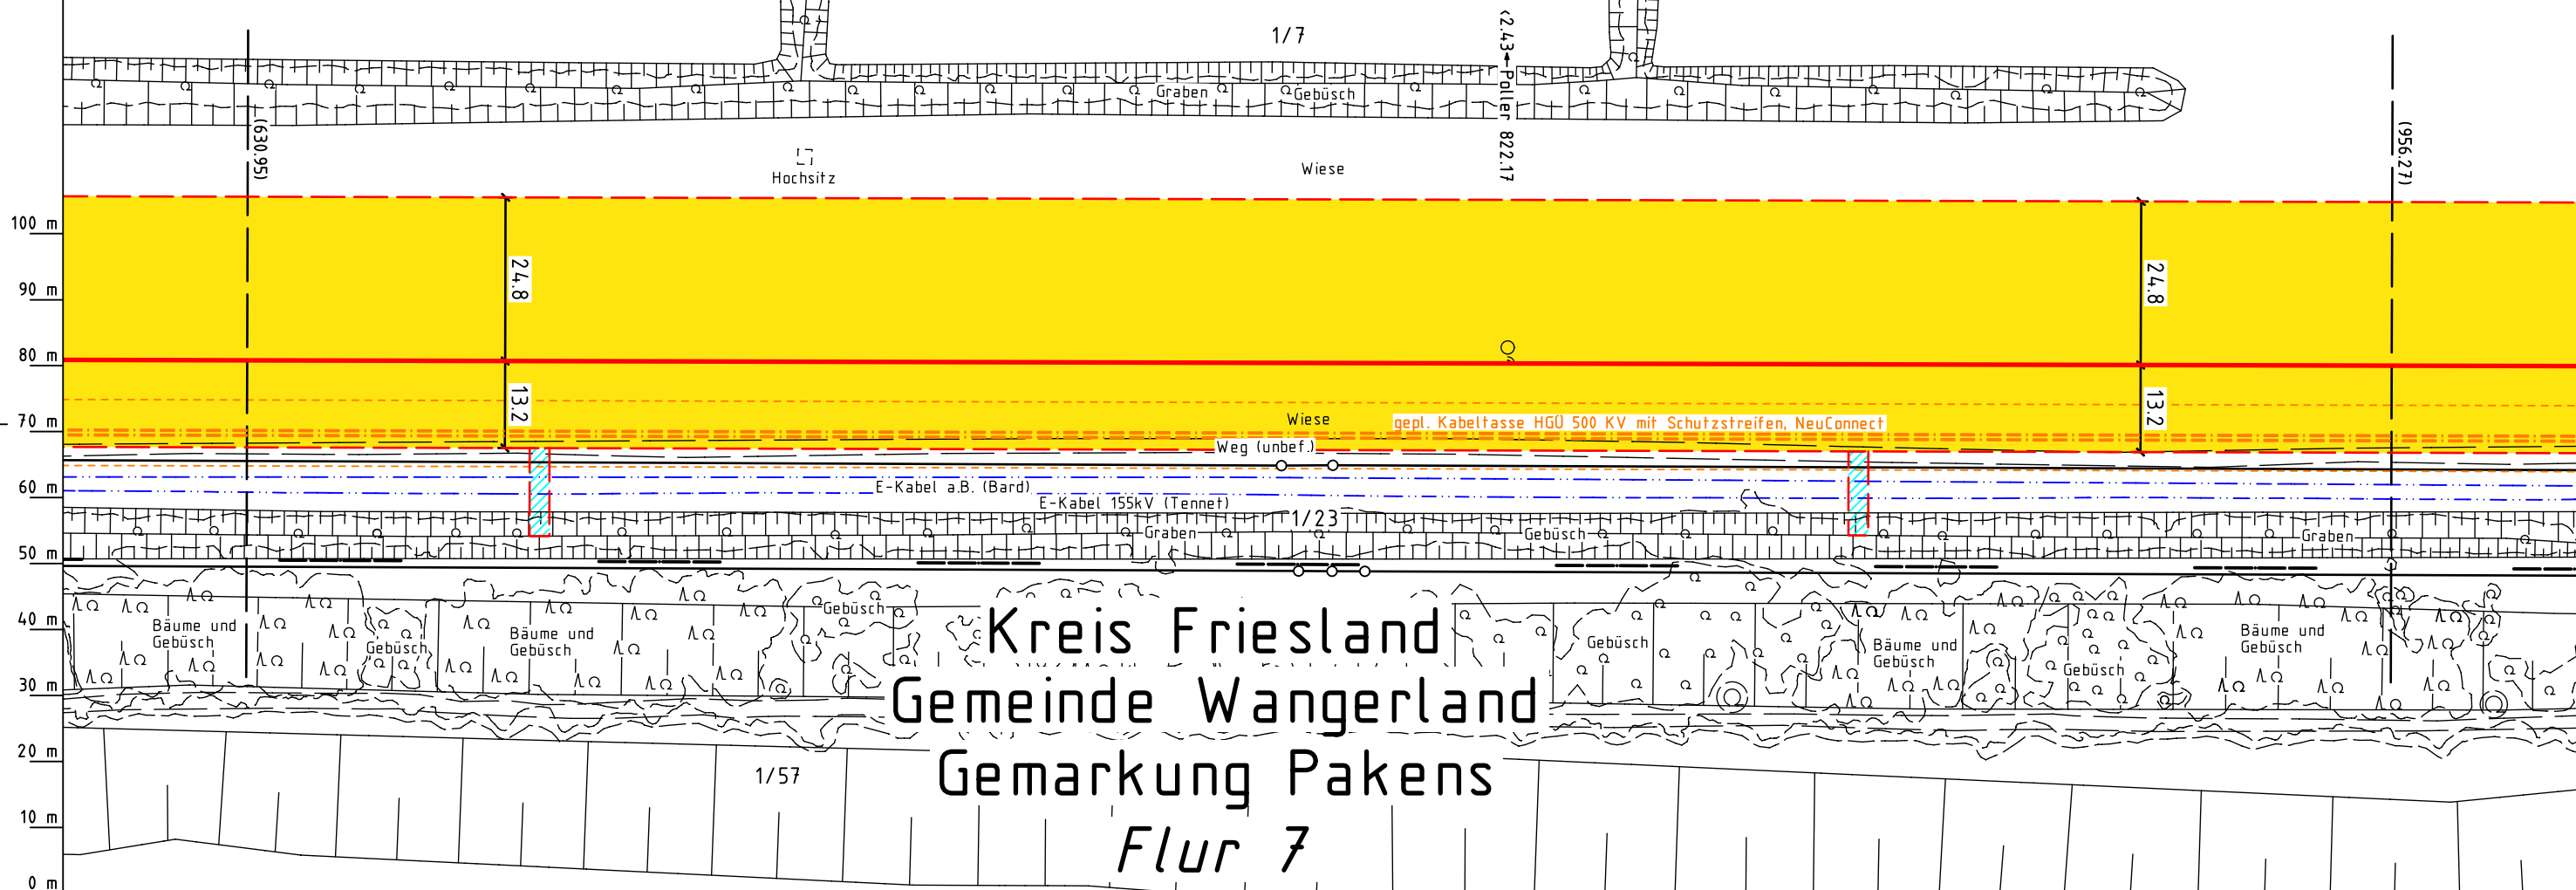 1/7
<2.43
Poller 822.17
Graben
Gebüsch
(630.95)
(956.27)
Hochsitz
Wiese
100 m
90 m
80 m
70 m
60 m
50 m
40 m
30 m
20 m
10 m
0 m
24.8
24.8
13.2
13.2
Wiese
gepl. Kabeltasse HGÜ 500 KV mit Schutzstreifen, NeuConnect
Weg (unbef.)
E-Kabel a.B. (Bard)
E-Kabel 155kV (Tennet)
1/23
Graben
Gebüsch
Graben
Bäume und
Gebüsch
Gebüsch
Bäume und
Gebüsch
Gebüsch
Gebüsch
Bäume und
Gebüsch
Gebüsch
Bäume und
Gebüsch
Kreis Friesland
Gemeinde Wangerland
Gemarkung Pakens
Flur 7
1/57